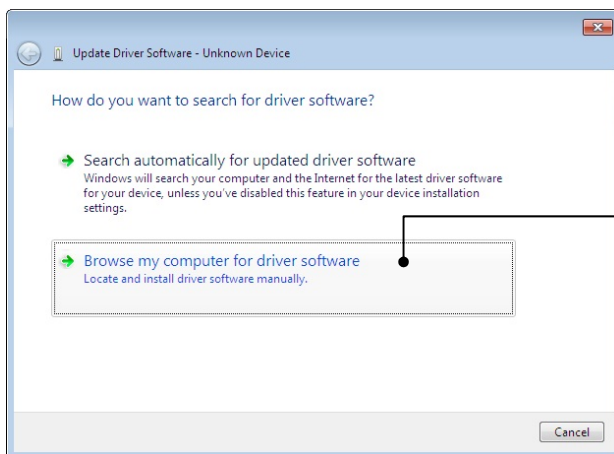 Update Driver Software - Unknown Device
How do you want to search for driver software?
Search automatically for updated driver software
Windows will search your computer and the Internet for the latest driver software
for your device, unless you've disabled this feature in your device installation
settings.
Browse my computer for driver software
Locate and install driver software manually.
Cancel